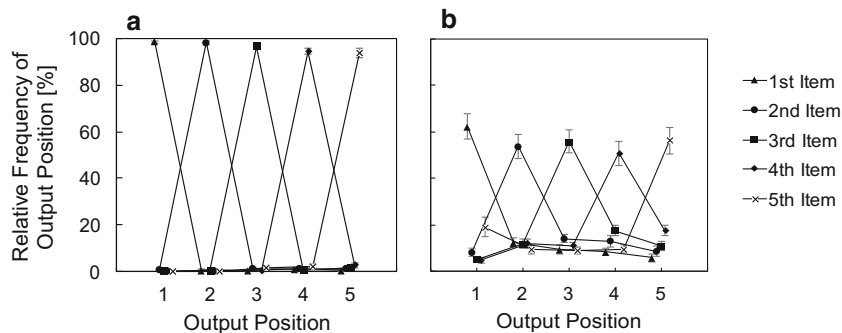 a
b
Relative Frequency of
Output Position [%]
100
80
60
40
20
0
1 2 3 4 5
Output Position
1 2 3 4 5
Output Position
1st Item
2nd Item
3rd Item
4th Item
5th Item